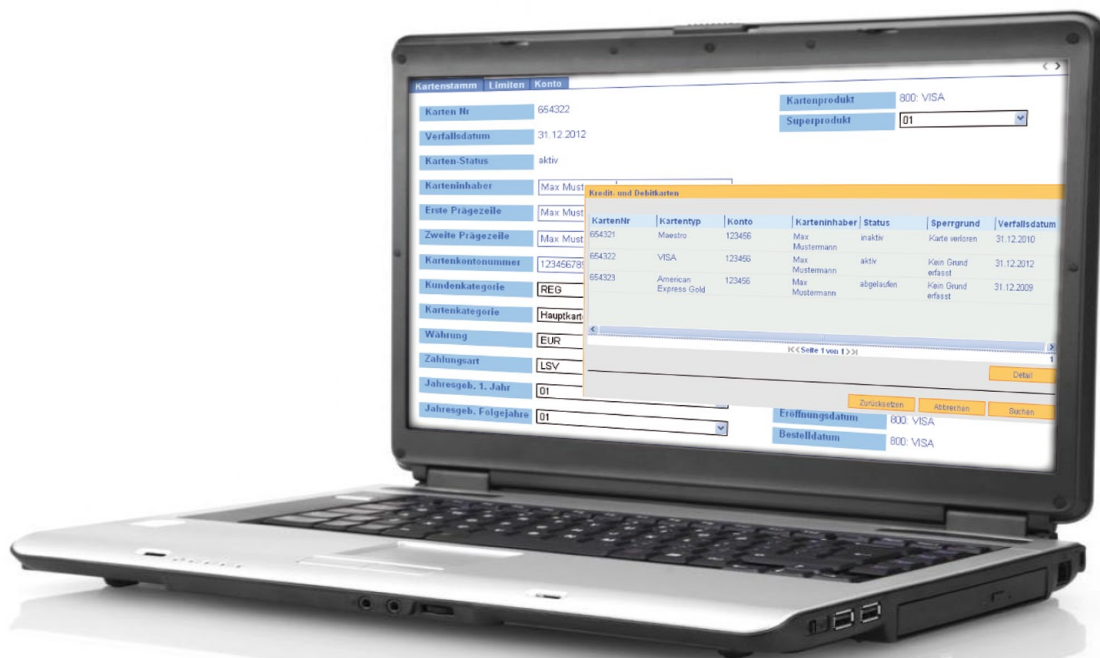 Kartenstamm Limiten Konto
Karten Nr 654322 Kartenprodukt 800: VISA
Verfallsdatum 31.12.2012 Superprodukt 01
Karten-Status aktiv
Karteninhaber Max Must
Erste Prägezeile Max Must
Zweite Prägezeile Max Must
Kartenkontonummer 123456789
Kundenkategorie REG
Kartenkategorie Hauptkart
Währung EUR
Zahlungsart LSV
Jahresgeb. 1. Jahr 01
Jahresgeb. Folgejahre 01
Kredit. und Debitkarten
KartenNr Kartentyp Konto Karteninhaber Status Sperrgrund Verfallsdatum
654321 Maestro 123456 Max Mustermann inaktiv Karte verloren 31.12.2010
654322 VISA 123456 Max Mustermann aktiv Kein Grund erfasst 31.12.2012
654323 American Express Gold 123456 Max Mustermann abgelaufen Kein Grund erfasst 31.12.2009
Seite 1 von 1
1
Detail
Zurücksetzen Abbrechen Suchen
Eröffnungsdatum 800: VISA
Bestelldatum 800: VISA